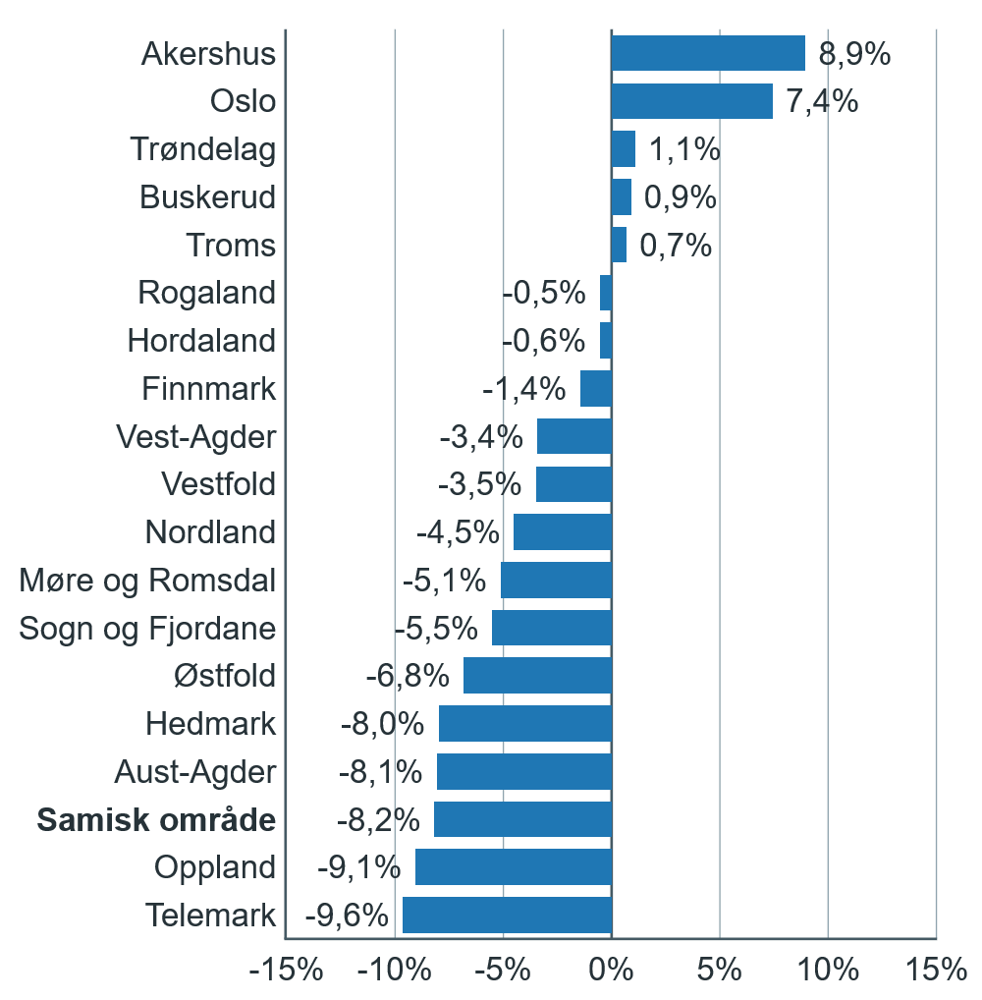 Akershus 8,9%
Oslo 7,4%
Trøndelag 1,1%
Buskerud 0,9%
Troms 0,7%
Rogaland -0,5%
Hordaland -0,6%
Finnmark -1,4%
Vest-Agder -3,4%
Vestfold -3,5%
Nordland -4,5%
Møre og Romsdal -5,1%
Sogn og Fjordane -5,5%
Østfold -6,8%
Hedmark -8,0%
Aust-Agder -8,1%
Samisk område -8,2%
Oppland -9,1%
Telemark -9,6%
-15% -10% -5% 0% 5% 10% 15%